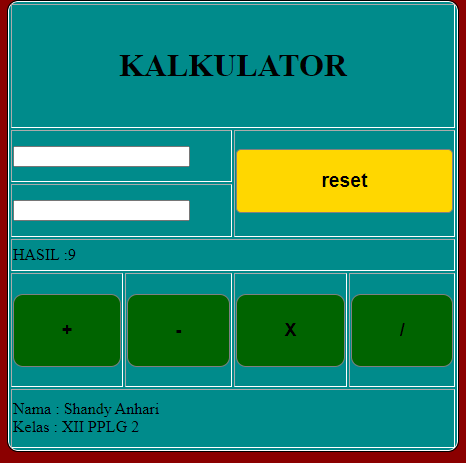 KALKULATOR
reset
HASIL :9
+ - X /
Nama : Shandy Anhari
Kelas : XII PPLG 2